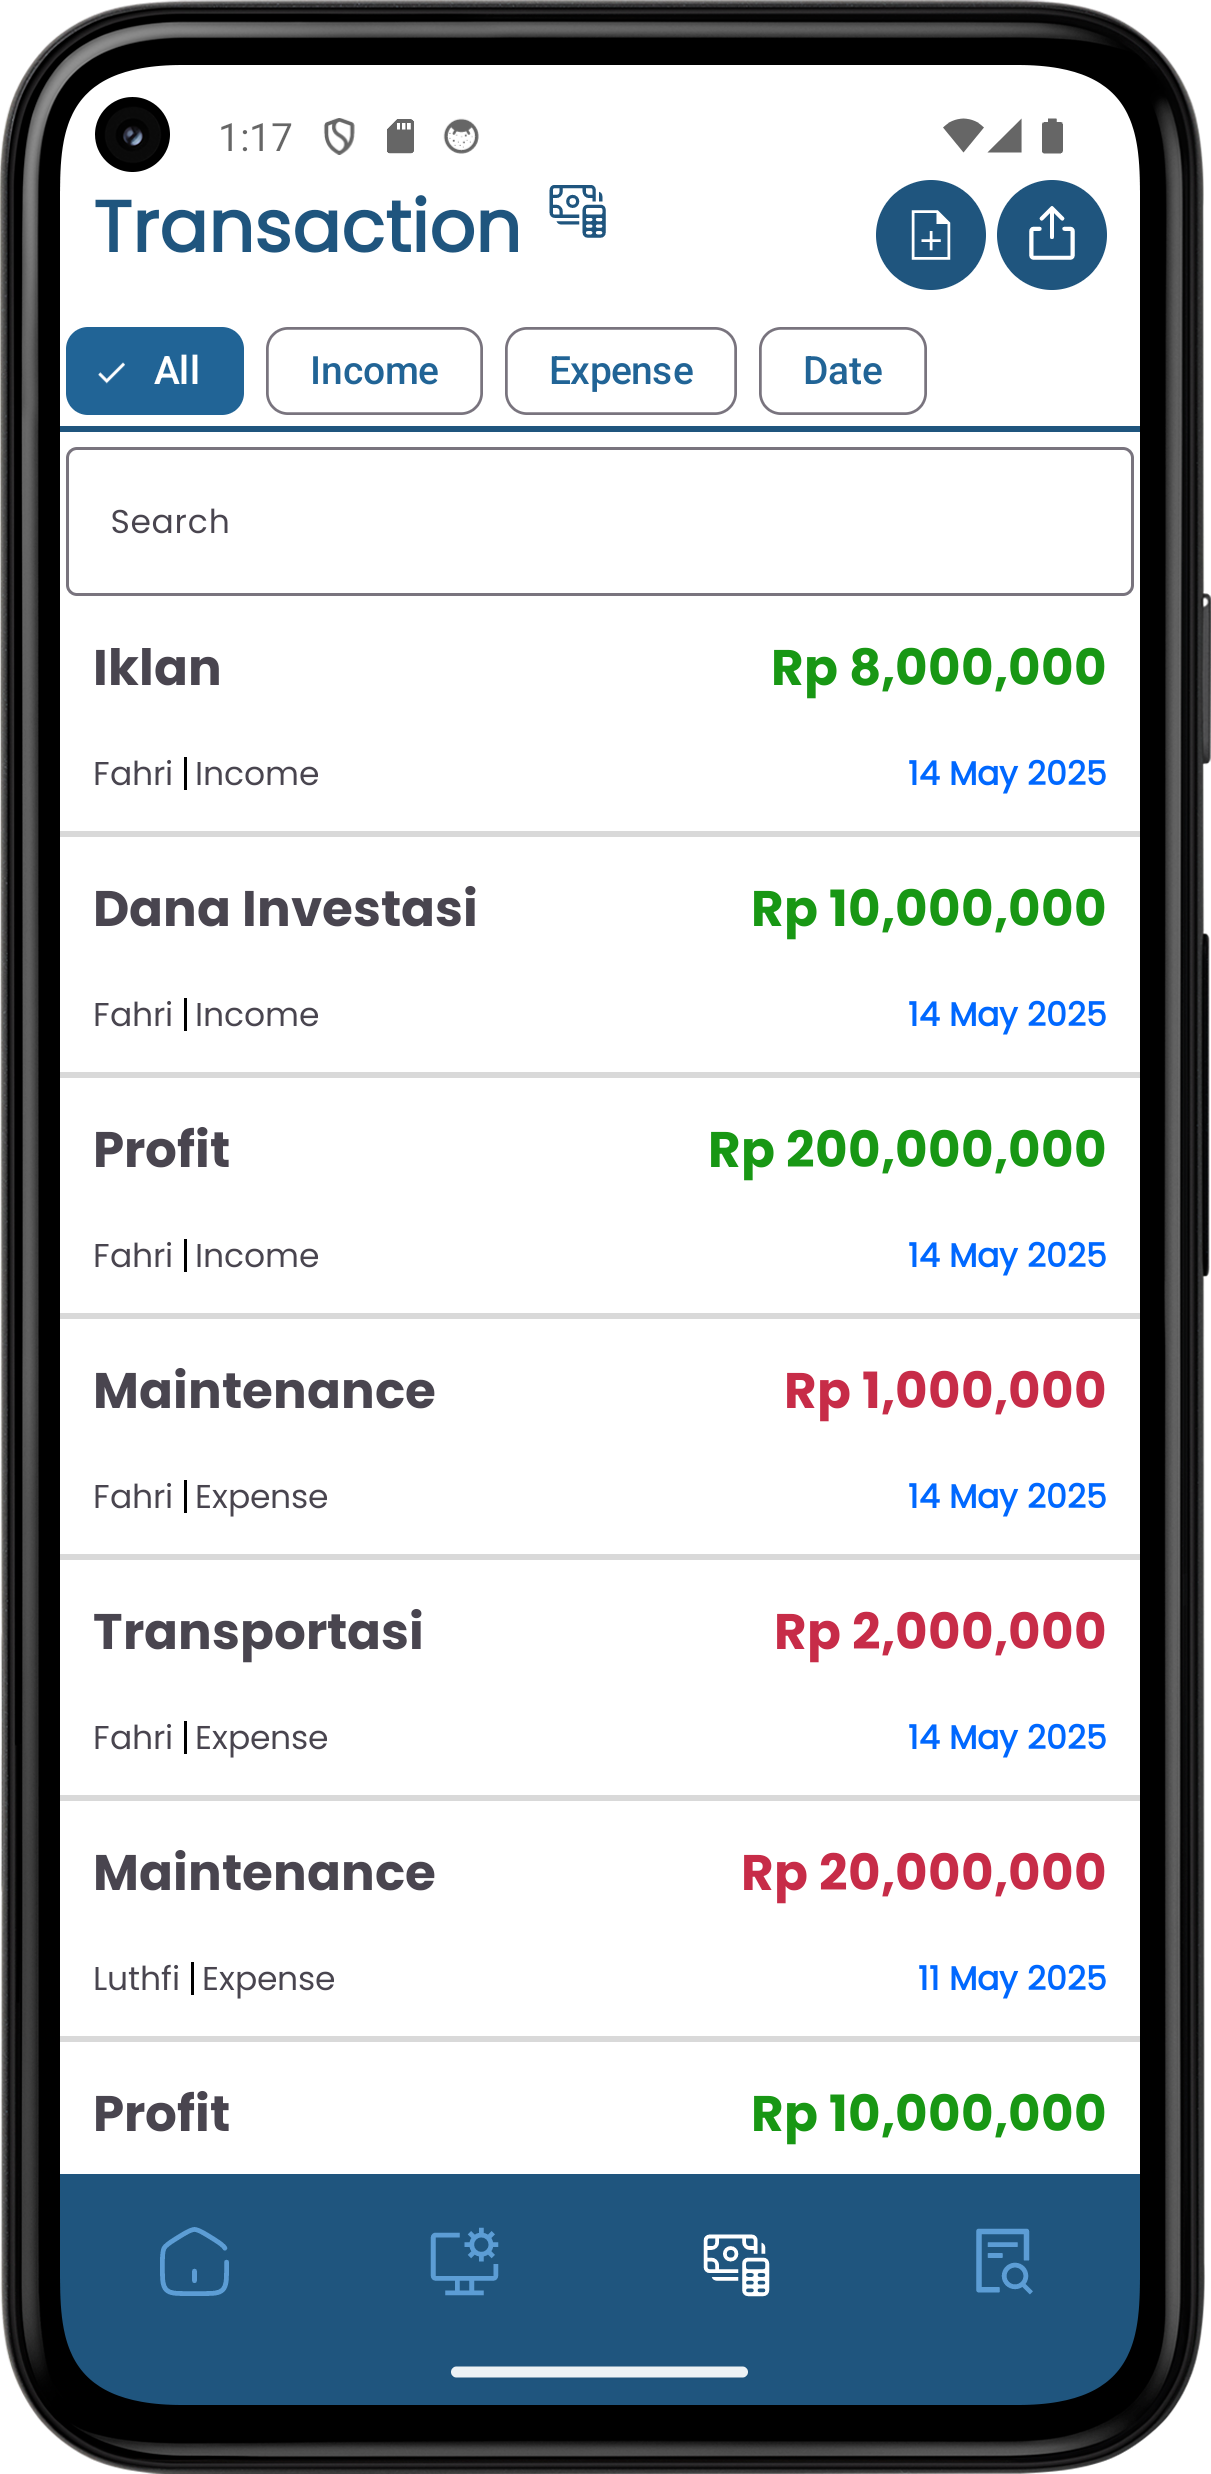 1:17
Transaction
All Income Expense Date
Search
Iklan Rp 8,000,000
Fahri | Income 14 May 2025
Dana Investasi Rp 10,000,000
Fahri | Income 14 May 2025
Profit Rp 200,000,000
Fahri | Income 14 May 2025
Maintenance Rp 1,000,000
Fahri | Expense 14 May 2025
Transportasi Rp 2,000,000
Fahri | Expense 14 May 2025
Maintenance Rp 20,000,000
Luthfi | Expense 11 May 2025
Profit Rp 10,000,000